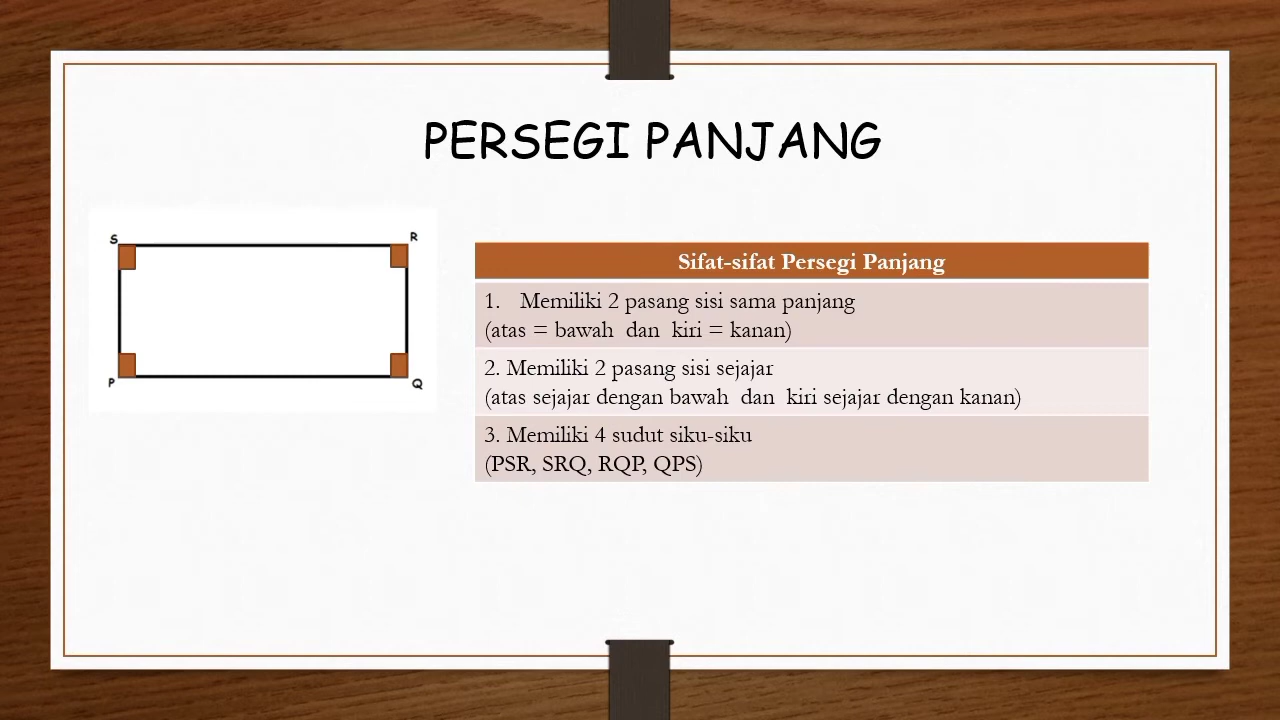 PERSEGI PANJANG
S
R
P
Q
Sifat-sifat Persegi Panjang
1. Memiliki 2 pasang sisi sama panjang
(atas = bawah dan kiri = kanan)
2. Memiliki 2 pasang sisi sejajar
(atas sejajar dengan bawah dan kiri sejajar dengan kanan)
3. Memiliki 4 sudut siku-siku
(PSR, SRQ, RQP, QPS)